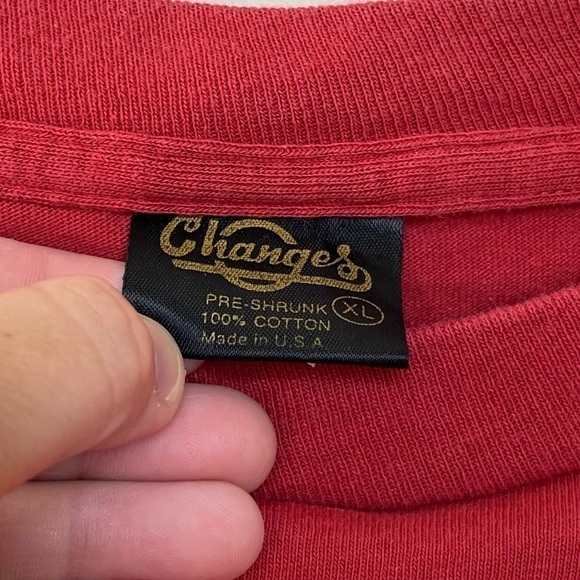 Changes
PRE-SHRUNK XL
100% COTTON
Made in U.S.A